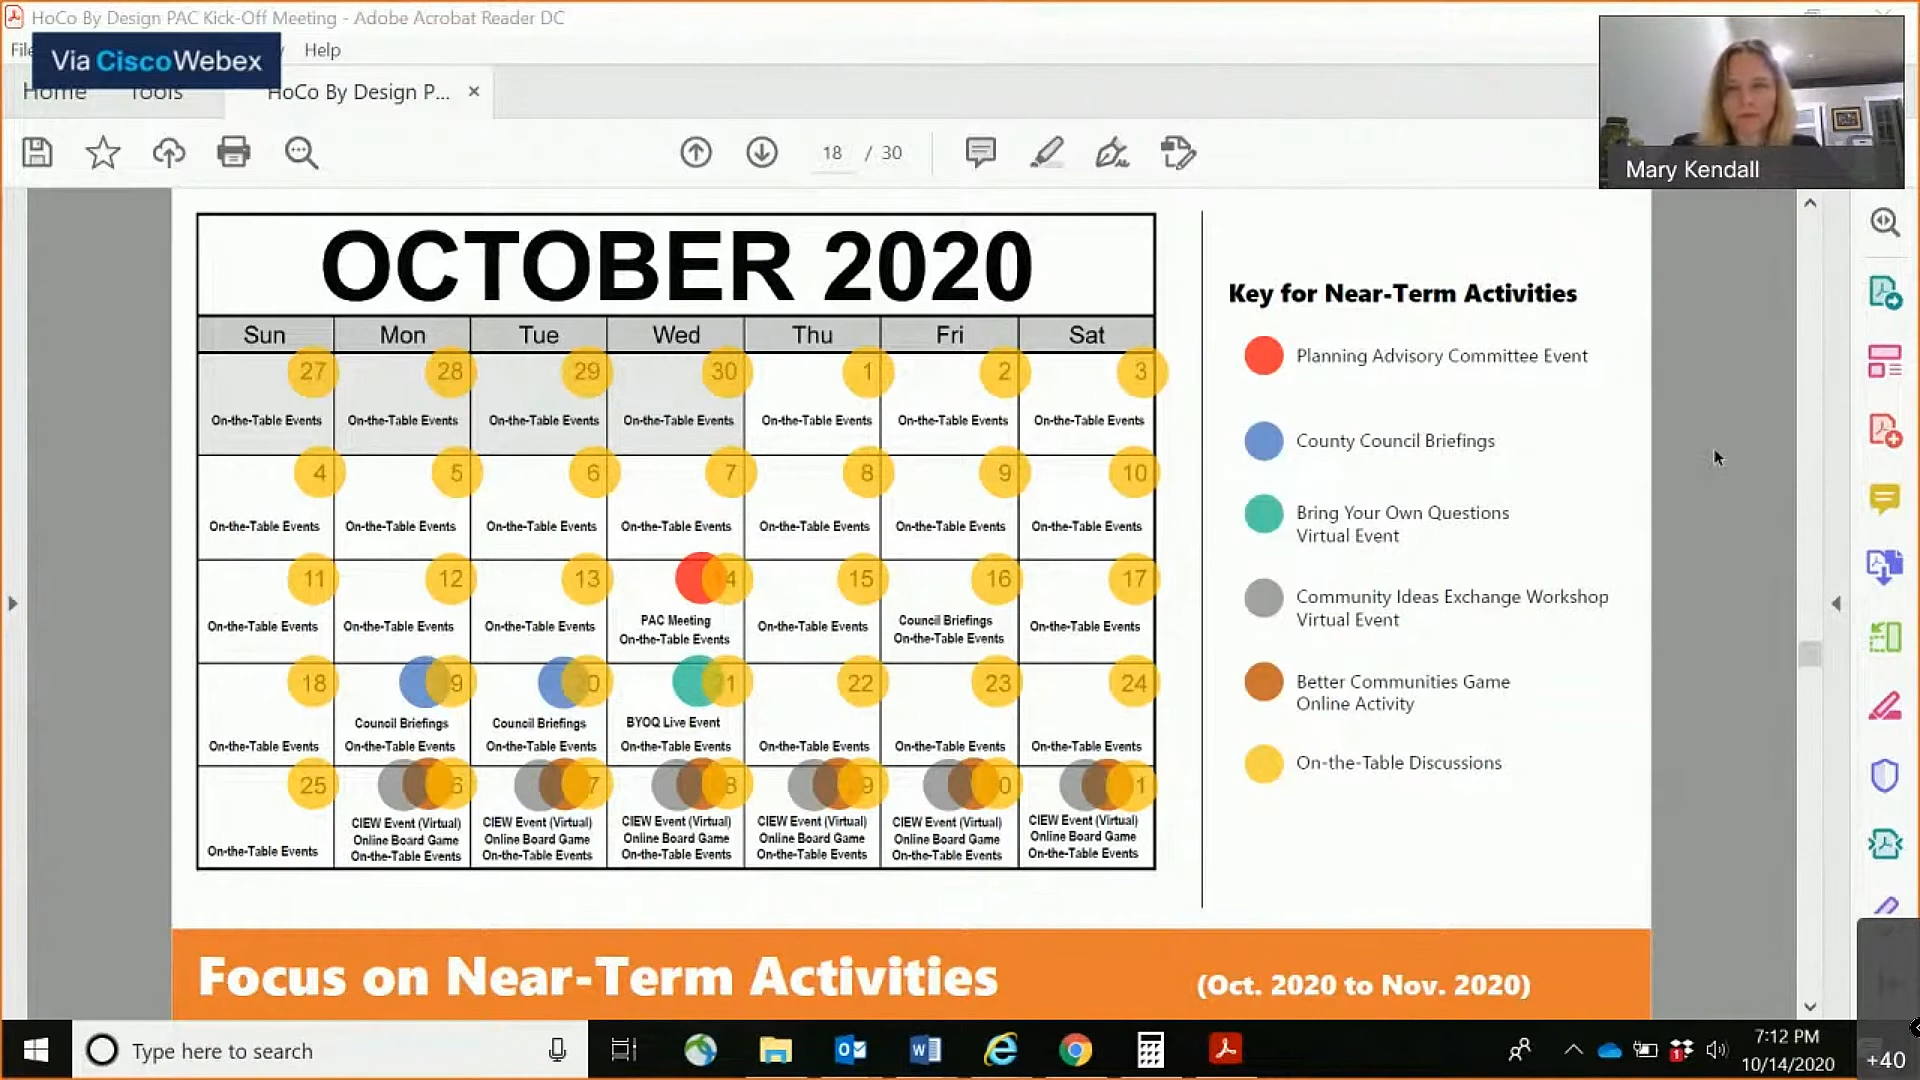 HoCo By Design PAC Kick-Off Meeting - Adobe Acrobat Reader DC
Help
Via CiscoWebex
Home Tools HoCo By Design P... ×
18 / 30
Mary Kendall
OCTOBER 2020
Sun Mon Tue Wed Thu Fri Sat
27 28 29 30 1 2 3
On-the-Table Events On-the-Table Events On-the-Table Events On-the-Table Events On-the-Table Events On-the-Table Events On-the-Table Events
4 5 6 7 8 9 10
On-the-Table Events On-the-Table Events On-the-Table Events On-the-Table Events On-the-Table Events On-the-Table Events On-the-Table Events
11 12 13 4 15 16 17
PAC Meeting Council Briefings
On-the-Table Events On-the-Table Events On-the-Table Events On-the-Table Events On-the-Table Events On-the-Table Events On-the-Table Events
18 9 20 21 22 23 24
Council Briefings Council Briefings BYOQ Live Event
On-the-Table Events On-the-Table Events On-the-Table Events On-the-Table Events On-the-Table Events On-the-Table Events On-the-Table Events
25 6 7 8 9 0 1
CIEW Event (Virtual) CIEW Event (Virtual) CIEW Event (Virtual) CIEW Event (Virtual) CIEW Event (Virtual) CIEW Event (Virtual)
Online Board Game Online Board Game Online Board Game Online Board Game Online Board Game Online Board Game
On-the-Table Events On-the-Table Events On-the-Table Events On-the-Table Events On-the-Table Events On-the-Table Events On-the-Table Events
Key for Near-Term Activities
Planning Advisory Committee Event
County Council Briefings
Bring Your Own Questions
Virtual Event
Community Ideas Exchange Workshop
Virtual Event
Better Communities Game
Online Activity
On-the-Table Discussions
Focus on Near-Term Activities (Oct. 2020 to Nov. 2020)
Type here to search
7:12 PM
10/14/2020
+40